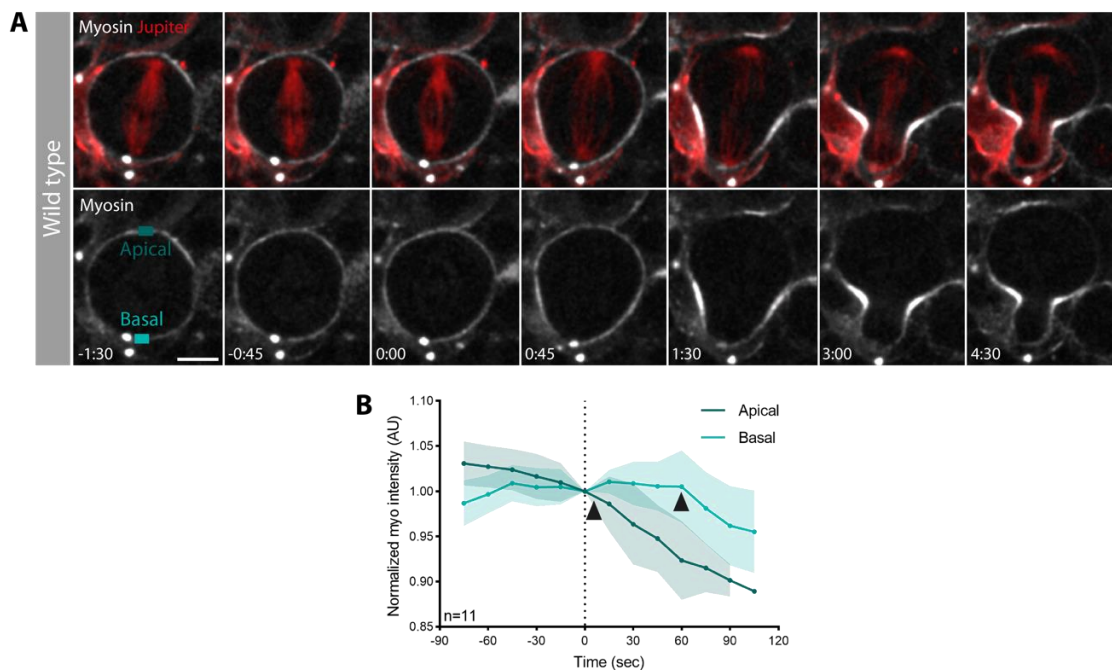 A
Wild type
Myosin Jupiter
Myosin
Apical
Basal
-1:30
-0:45
0:00
0:45
1:30
3:00
4:30
B
Normalized myo intensity (AU)
1.10
1.05
1.00
0.95
0.90
0.85
Apical
Basal
n=11
-90 -60 -30 0 30 60 90 120
Time (sec)